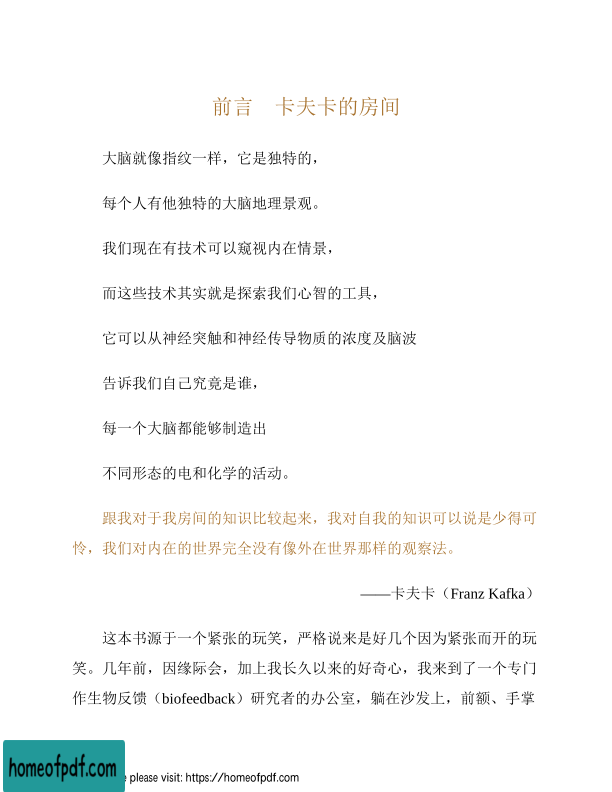 前言　卡夫卡的房间
大脑就像指纹一样，它是独特的，
每个人有他独特的大脑地理景观。
我们现在有技术可以窥视内在情景，
而这些技术其实就是探索我们心智的工具，
它可以从神经突触和神经传导物质的浓度及脑波
告诉我们自己究竟是谁，
每一个大脑都能够制造出
不同形态的电和化学的活动。
跟我对于我房间的知识比较起来，我对自我的知识可以说是少得可
怜，我们对内在的世界完全没有像外在世界那样的观察法。
——卡夫卡（Franz Kafka）
这本书源于一个紧张的玩笑，严格说来是好几个因为紧张而开的玩
笑。几年前，因缘际会，加上我长久以来的好奇心，我来到了一个专门
作生物反馈（biofeedback）研究者的办公室，躺在沙发上，前额、手掌
homeofpdf.com
e please visit: https://homeofpdf.com